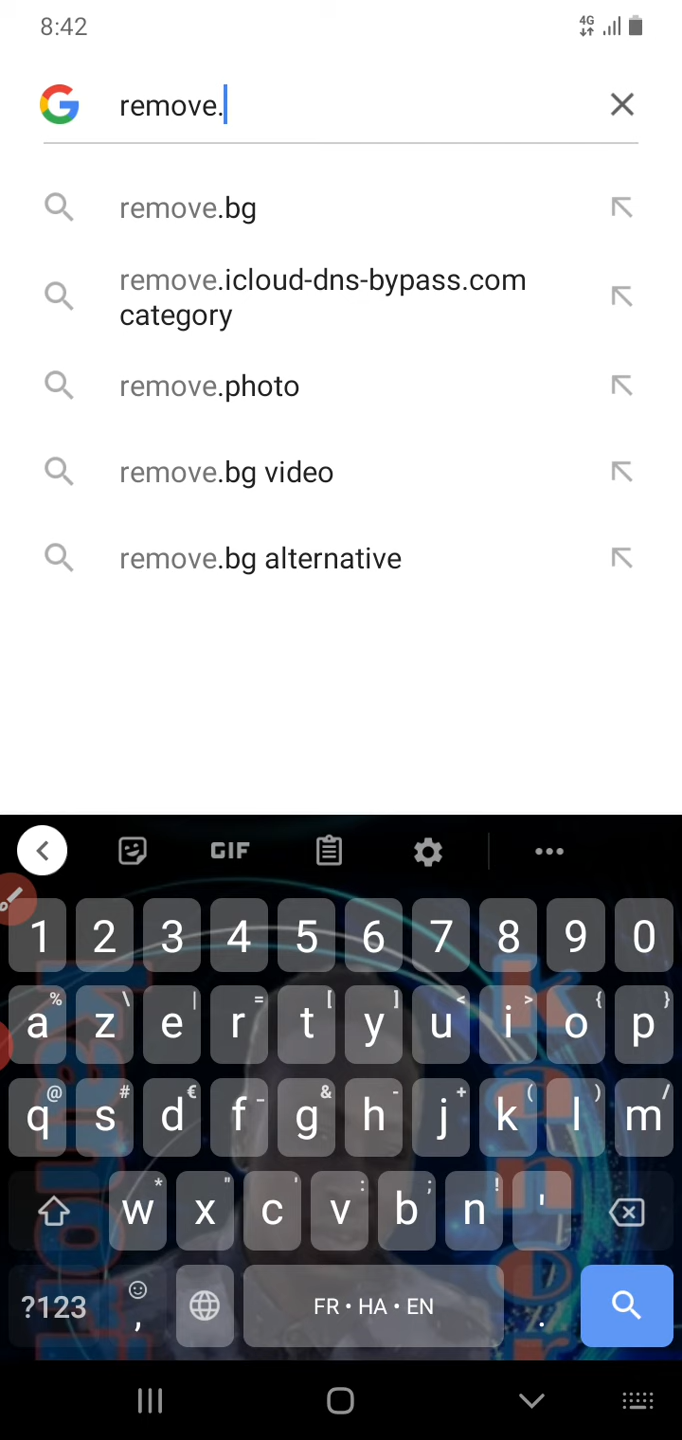 8:42
4G
remove.
remove.bg
remove.icloud-dns-bypass.com
category
remove.photo
remove.bg video
remove.bg alternative
GIF
1 2 3 4 5 6 7 8 9 0
% \ | = [ ] < > { }
a z e r t y u i o p
@ # € _ & - + ( ) /
q s d f g h j k l m
* " ' : ; !
w x c v b n '
?123 , FR • HA • EN .